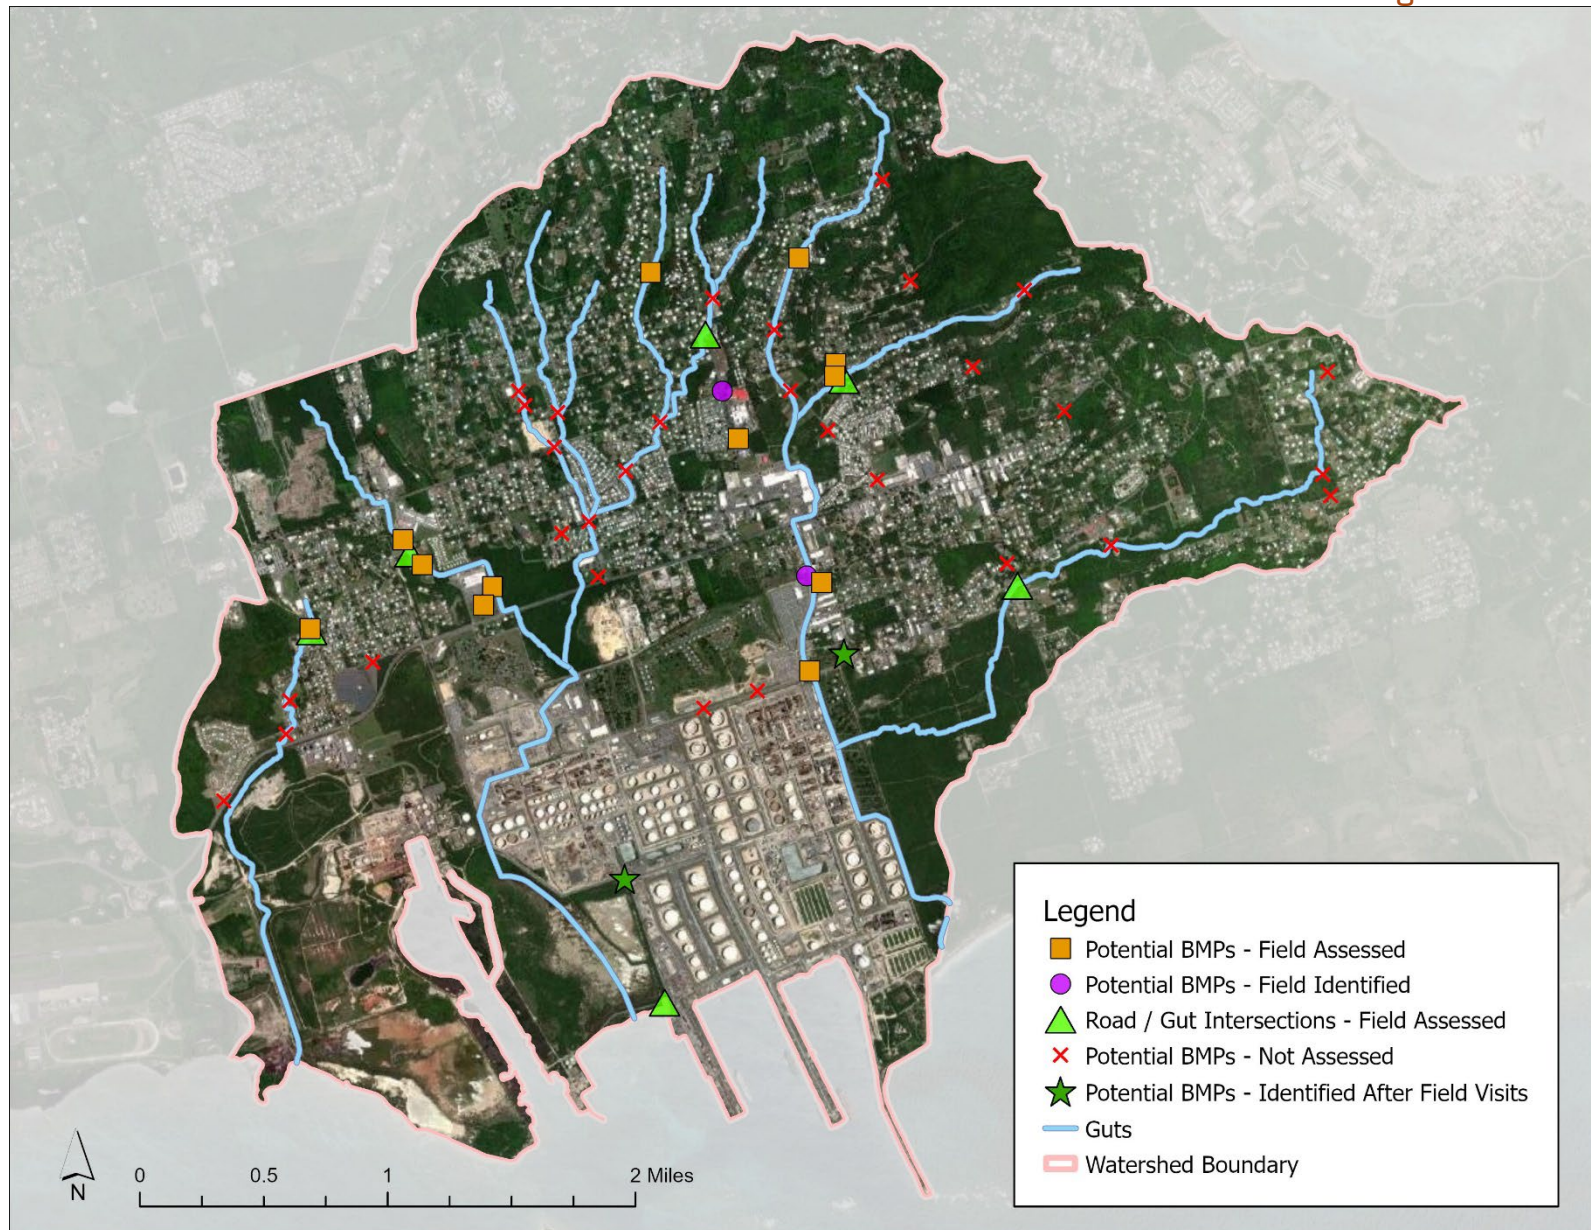 Legend
Potential BMPs - Field Assessed
Potential BMPs - Field Identified
Road / Gut Intersections - Field Assessed
Potential BMPs - Not Assessed
Potential BMPs - Identified After Field Visits
Guts
Watershed Boundary
0 0.5 1 2 Miles
N